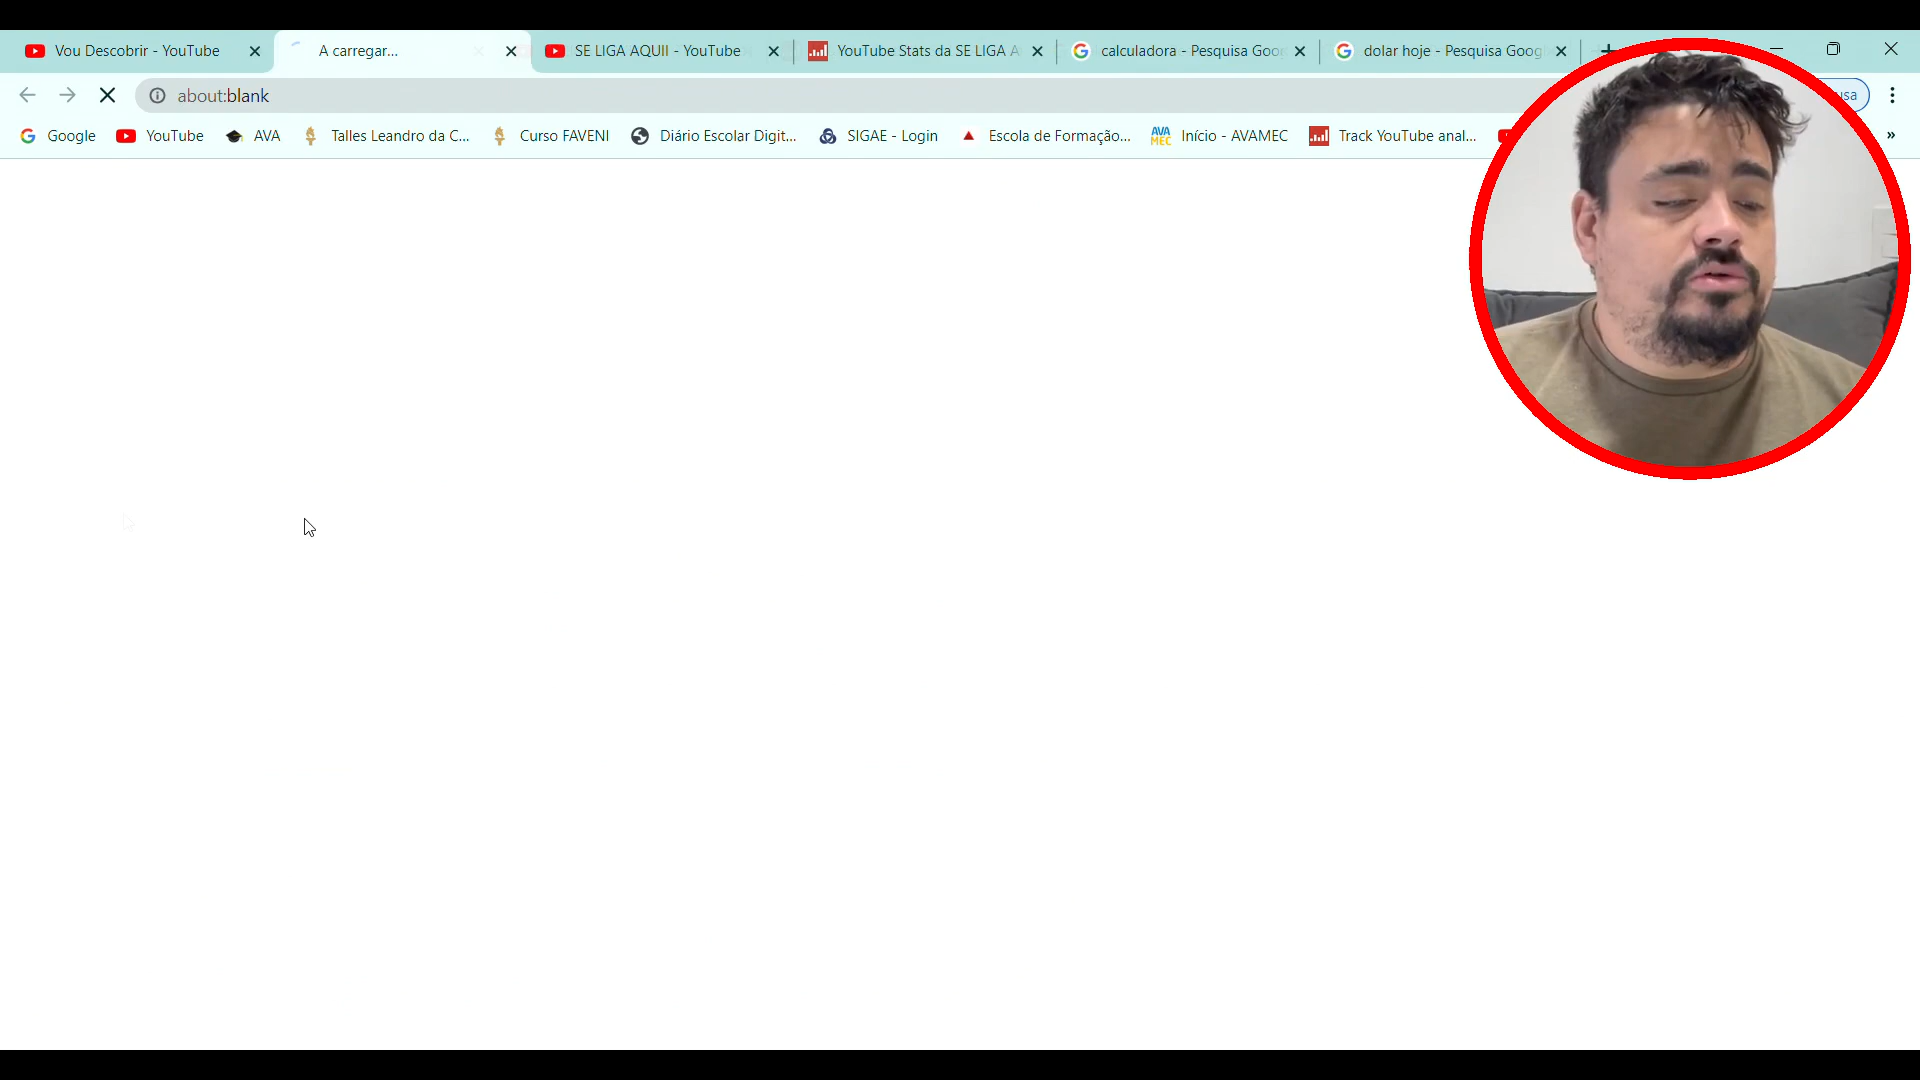 Vou Descobrir - YouTube
A carregar...
SE LIGA AQUII - YouTube
YouTube Stats da SE LIGA A
calculadora - Pesquisa Goo
dolar hoje - Pesquisa Goog
about:blank
usa
Google
YouTube
AVA
Talles Leandro da C...
Curso FAVENI
Diário Escolar Digit...
SIGAE - Login
Escola de Formação...
AVA
MEC
Início - AVAMEC
Track YouTube anal...
»